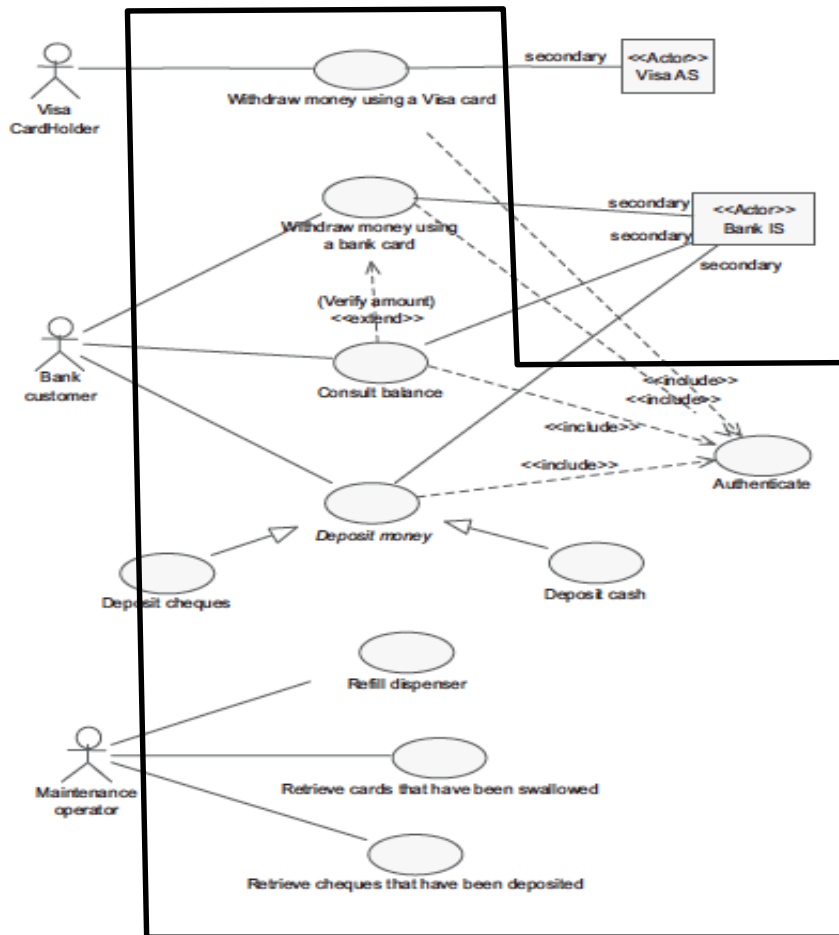 secondary
<<Actor>>
Visa AS
Visa
CardHolder
Withdraw money using a Visa card
secondary
<<Actor>>
Bank IS
Withdraw money using
a bank card
secondary
secondary
(Verify amount)
<<extend>>
Bank
customer
Consult balance
<<include>>
<<include>>
<<include>>
<<include>>
Authenticate
Deposit money
Deposit cheques
Deposit cash
Refill dispenser
Maintenance
operator
Retrieve cards that have been swallowed
Retrieve cheques that have been deposited